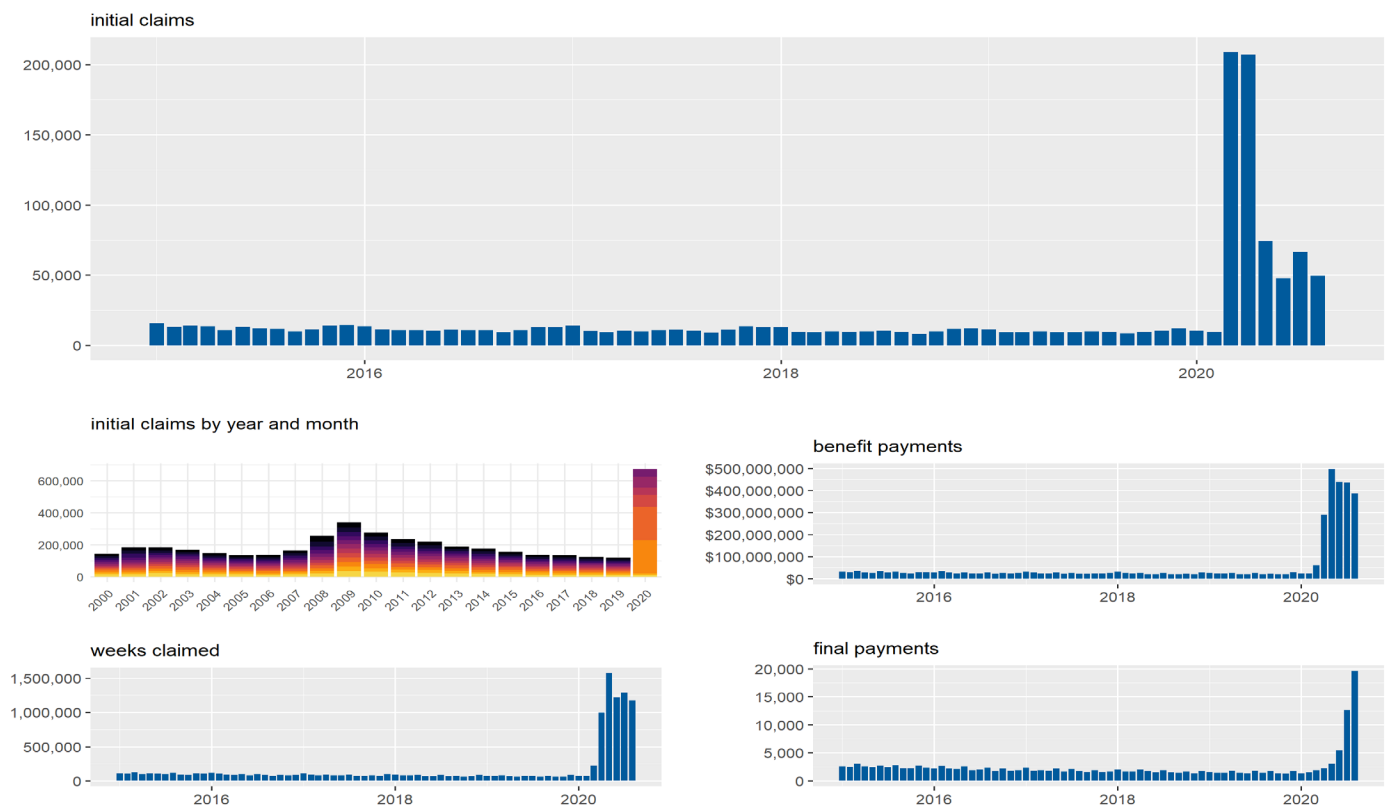 initial claims
200,000
150,000
100,000
50,000
0
2016 2018 2020
initial claims by year and month
600,000
400,000
200,000
0
2000 2001 2002 2003 2004 2005 2006 2007 2008 2009 2010 2011 2012 2013 2014 2015 2016 2017 2018 2019 2020
benefit payments
$500,000,000
$400,000,000
$300,000,000
$200,000,000
$100,000,000
$0
2016 2018 2020
weeks claimed
1,500,000
1,000,000
500,000
0
2016 2018 2020
final payments
20,000
15,000
10,000
5,000
0
2016 2018 2020